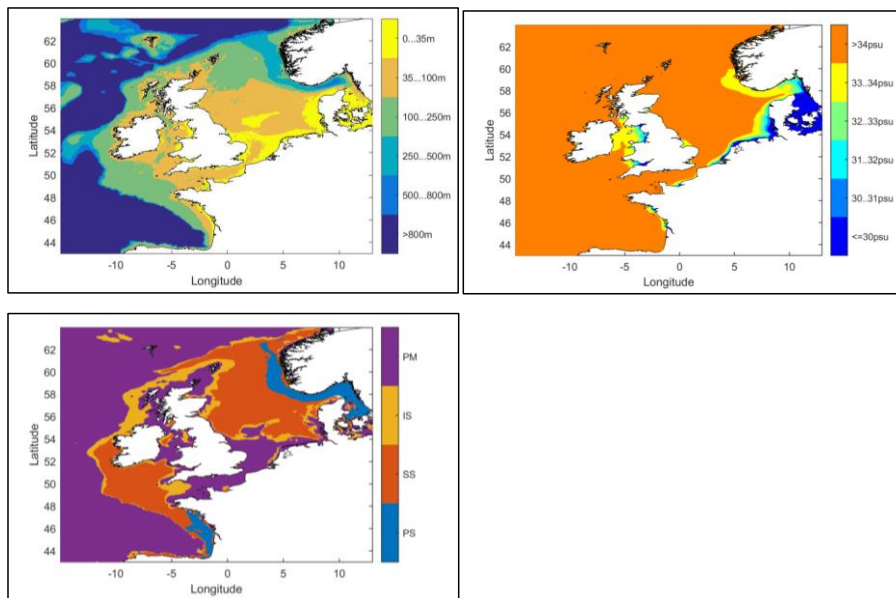 64
62
60
58
56
54
52
50
48
46
44
Latitude
-10 -5 0 5 10
Longitude
0...35m
35...100m
100...250m
250...500m
500...800m
>800m
64
62
60
58
56
54
52
50
48
46
44
Latitude
-10 -5 0 5 10
Longitude
>34psu
33..34psu
32..33psu
31..32psu
30..31psu
<=30psu
62
60
58
56
54
52
50
48
46
44
Latitude
-10 -5 0 5 10
Longitude
PM
IS
SS
PS